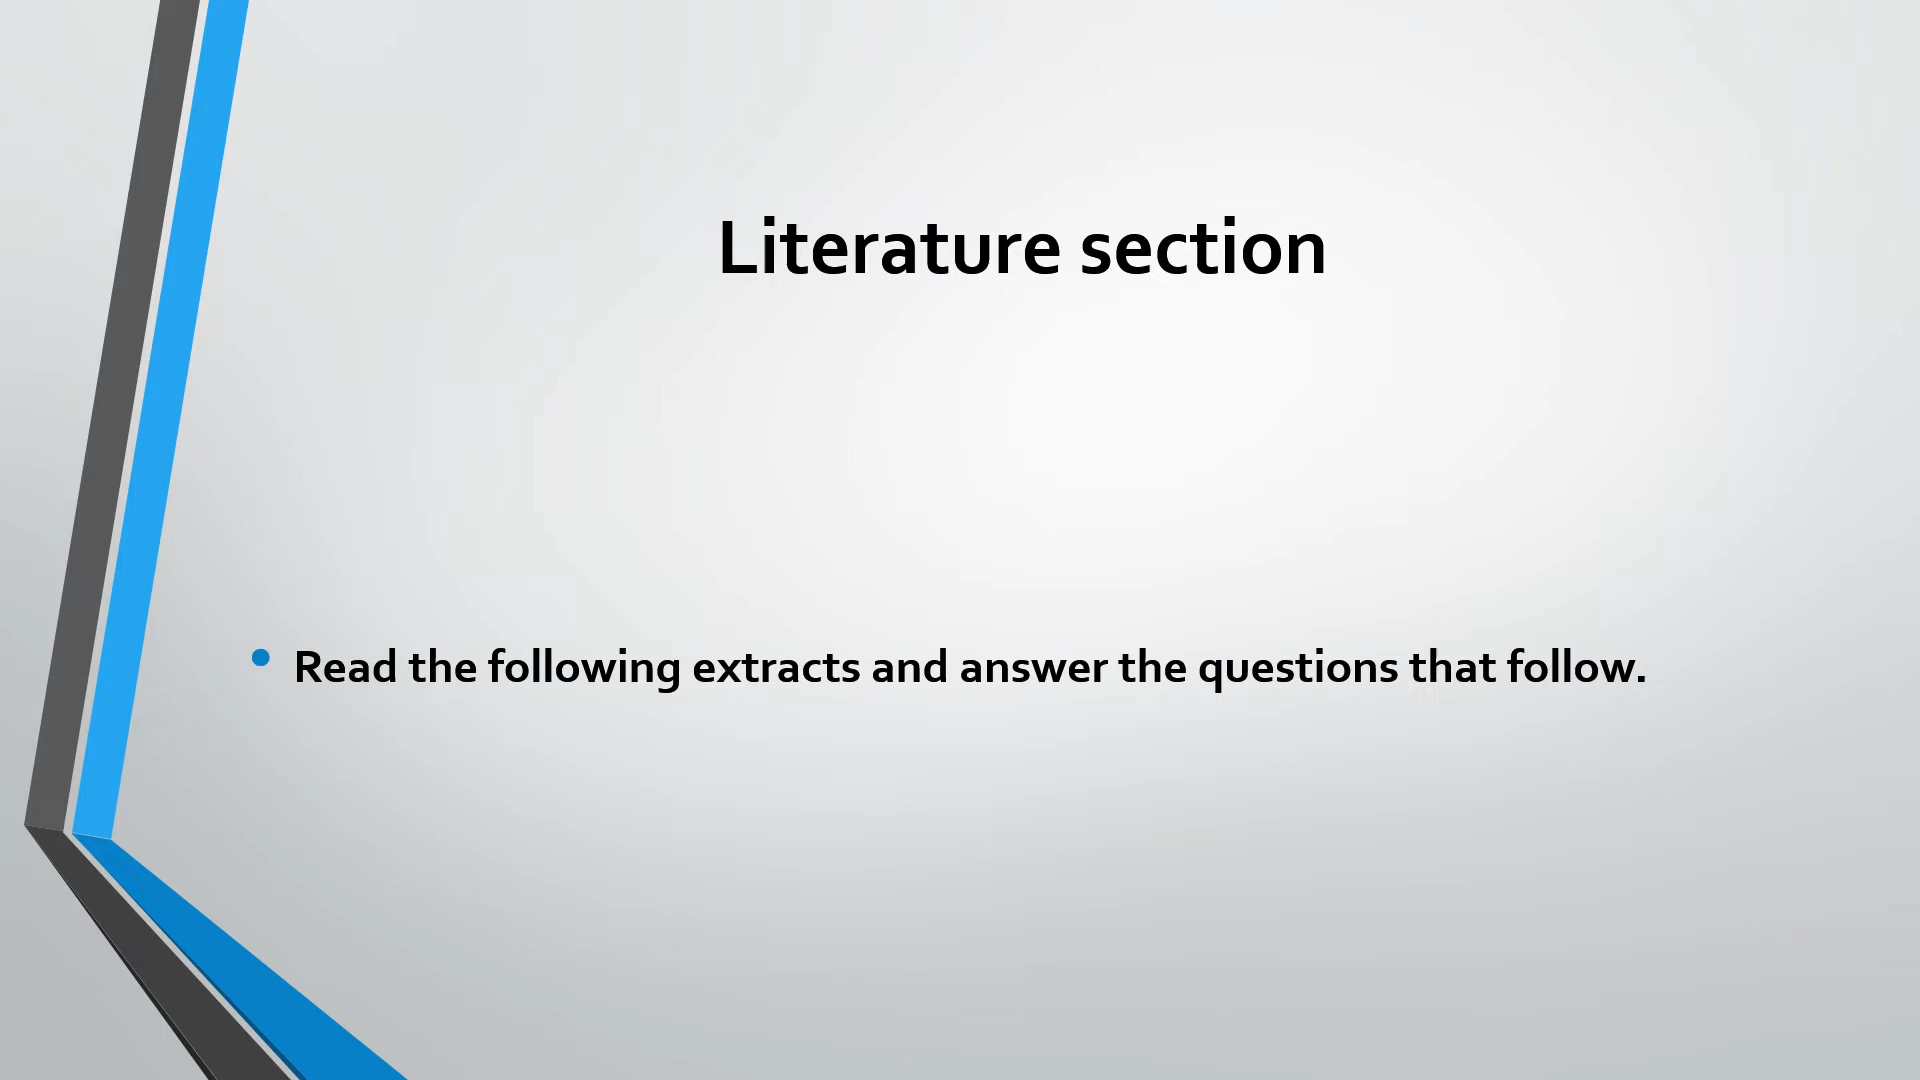 Literature section
• Read the following extracts and answer the questions that follow.